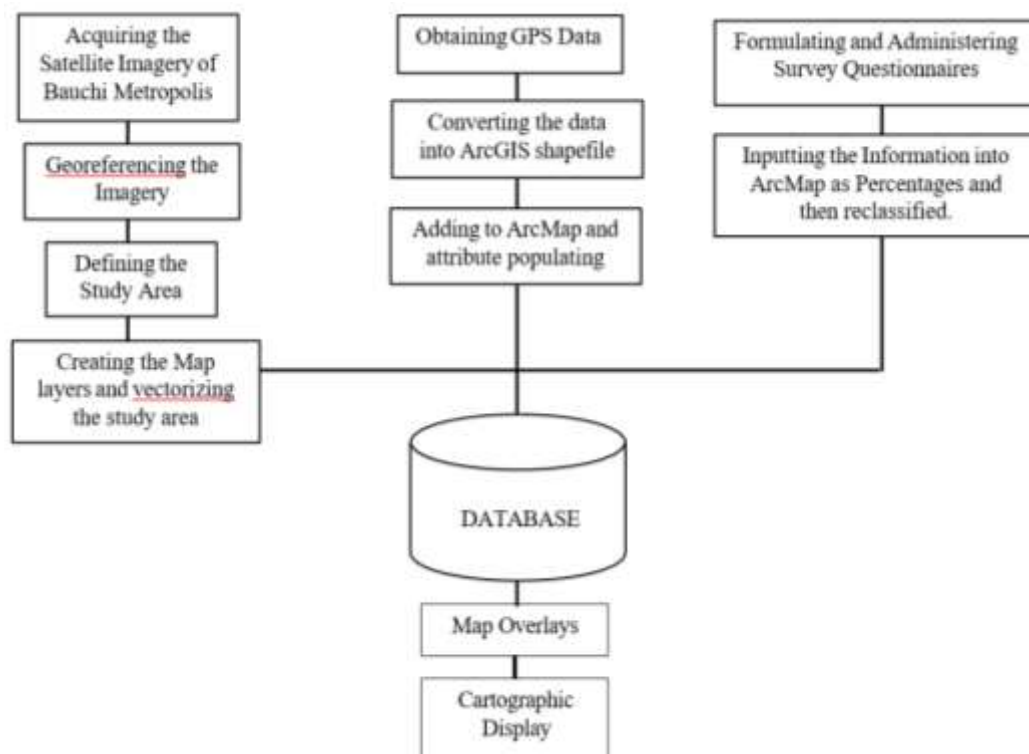 Acquiring the
Satellite Imagery of
Bauchi Metropolis
Georeferencing the
Imagery
Defining the
Study Area
Creating the Map
layers and vectorizing
the study area
Obtaining GPS Data
Converting the data
into ArcGIS shapefile
Adding to ArcMap and
attribute populating
Formulating and Administering
Survey Questionnaires
Inputting the Information into
ArcMap as Percentages and
then reclassified.
DATABASE
Map Overlays
Cartographic
Display